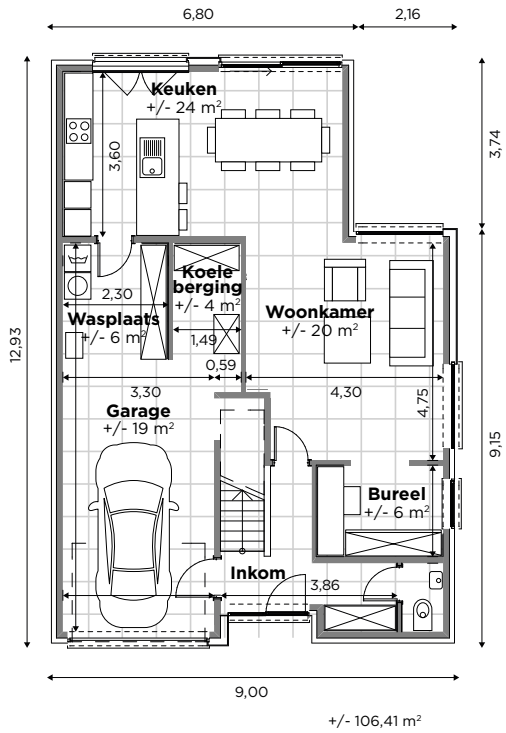 6,80
2,16
Keuken
+/- 24 m²
3,60
3,74
12,93
Koele
berging
+/- 4 m²
2,30
Wasplaats
+/- 6 m²
Woonkamer
+/- 20 m²
1,49
0,59
3,30
4,30
4,75
9,15
Garage
+/- 19 m²
Bureel
+/- 6 m²
Inkom
3,86
9,00
+/- 106,41 m²